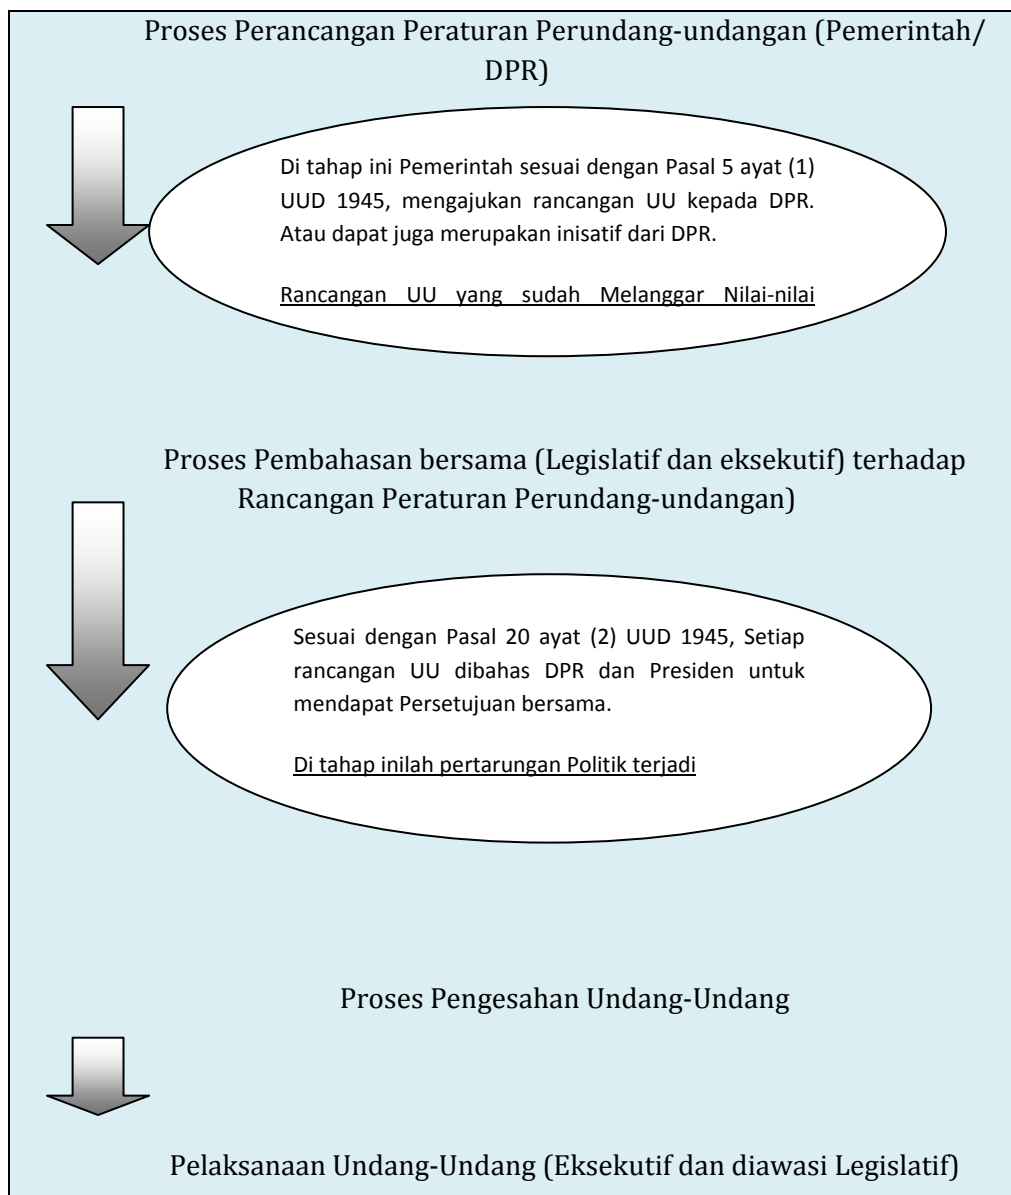 Proses Perancangan Peraturan Perundang-undangan (Pemerintah/
DPR)
Di tahap ini Pemerintah sesuai dengan Pasal 5 ayat (1)
UUD 1945, mengajukan rancangan UU kepada DPR.
Atau dapat juga merupakan inisatif dari DPR.
Rancangan UU yang sudah Melanggar Nilai-nilai
Proses Pembahasan bersama (Legislatif dan eksekutif) terhadap
Rancangan Peraturan Perundang-undangan)
Sesuai dengan Pasal 20 ayat (2) UUD 1945, Setiap
rancangan UU dibahas DPR dan Presiden untuk
mendapat Persetujuan bersama.
Di tahap inilah pertarungan Politik terjadi
Proses Pengesahan Undang-Undang
Pelaksanaan Undang-Undang (Eksekutif dan diawasi Legislatif)